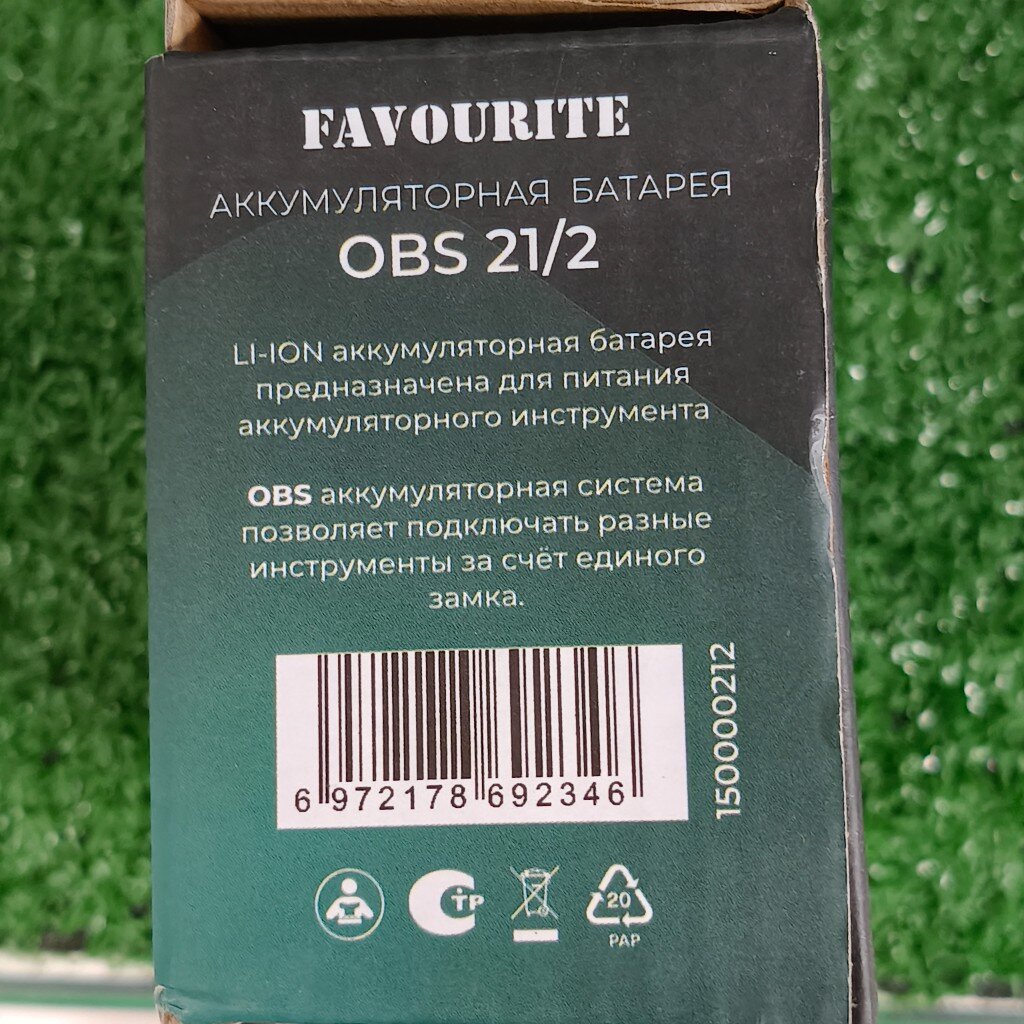 FAVOURITE
АККУМУЛЯТОРНАЯ БАТАРЕЯ
OBS 21/2
LI-ION аккумуляторная батарея
предназначена для питания
аккумуляторного инструмента
OBS аккумуляторная система
позволяет подключать разные
инструменты за счёт единого
замка.
6 972178 692346
150000212
СТР
20
PAP